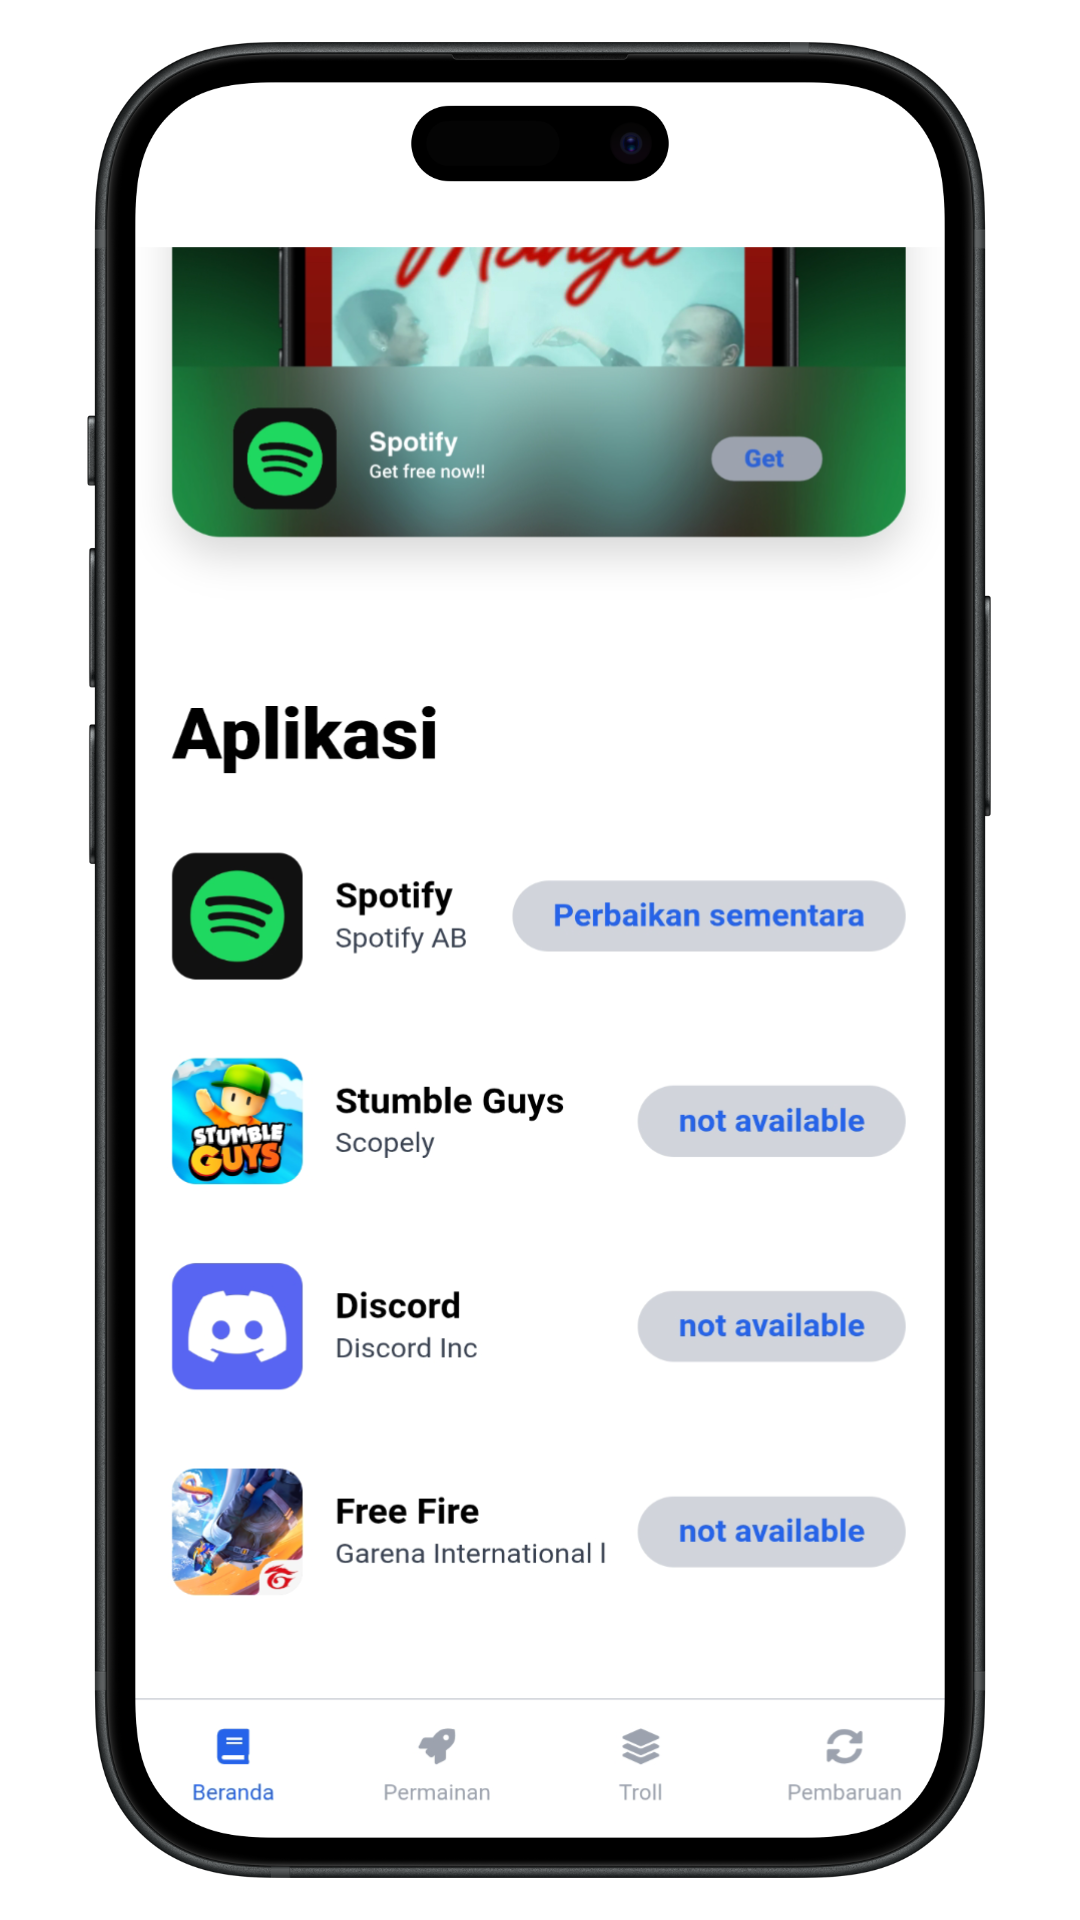 Spotify
Get free now!!
Get
Aplikasi
Spotify
Spotify AB
Perbaikan sementara
STUMBLE
GUYS
Stumble Guys
Scopely
not available
Discord
Discord Inc
not available
Free Fire
Garena International I
not available
Beranda
Permainan
Troll
Pembaruan